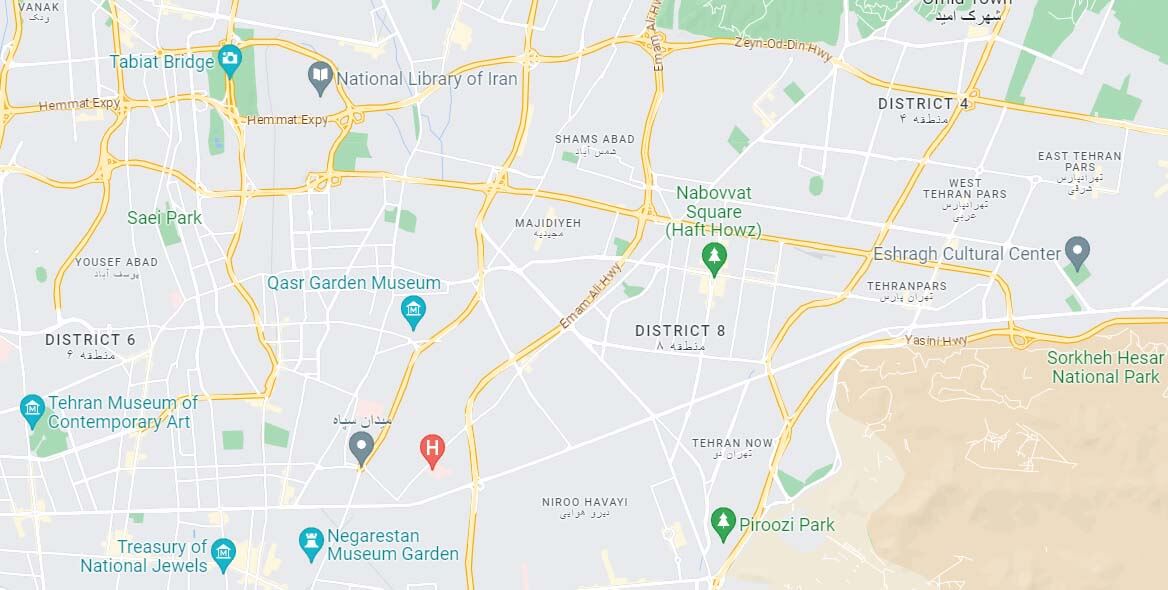 VANAK
ونک
Omid Town
شهرک امید
Tabiat Bridge
National Library of Iran
Emam Ali Hwy
Zeyn-Od-Din Hwy
Hemmat Expy
Hemmat Expy
DISTRICT 4
منطقه ۴
SHAMS ABAD
شمس آباد
EAST TEHRAN
PARS
تهرانپارس
شرقی
WEST
TEHRAN PARS
تهرانپارس
غربی
Saei Park
Nabovvat
Square
(Haft Howz)
MAJIDIYEH
مجیدیه
YOUSEF ABAD
یوسف آباد
Eshragh Cultural Center
Qasr Garden Museum
TEHRANPARS
تهران پارس
Emam Ali Hwy
DISTRICT 6
منطقه ۶
DISTRICT 8
منطقه ۸
Yasini Hwy
Sorkheh Hesar
National Park
Tehran Museum of
Contemporary Art
میدان سپاه
H
TEHRAN NOW
تهران نو
NIROO HAVAYI
نیرو هوایی
Piroozi Park
Negarestan
Museum Garden
Treasury of
National Jewels